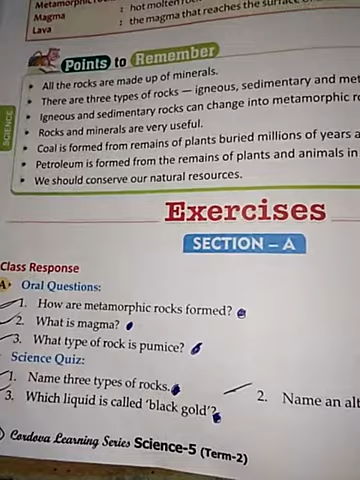 : hot molten
Magma : the magma that reaches the surface
Lava
Points to Remember
• All the rocks are made up of minerals.
• There are three types of rocks — igneous, sedimentary and
• Igneous and sedimentary rocks can change into metamorphic
• Rocks and minerals are very useful.
• Coal is formed from remains of plants buried millions of years
• Petroleum is formed from the remains of plants and animals in
• We should conserve our natural resources.
SCIENCE
Exercises
SECTION – A
Class Response
A Oral Questions:
1. How are metamorphic rocks formed?
2. What is magma?
3. What type of rock is pumice?
Science Quiz:
1. Name three types of rocks.
2. Name an
3. Which liquid is called 'black gold'?
Cordova Learning Series Science-5 (Term-2)